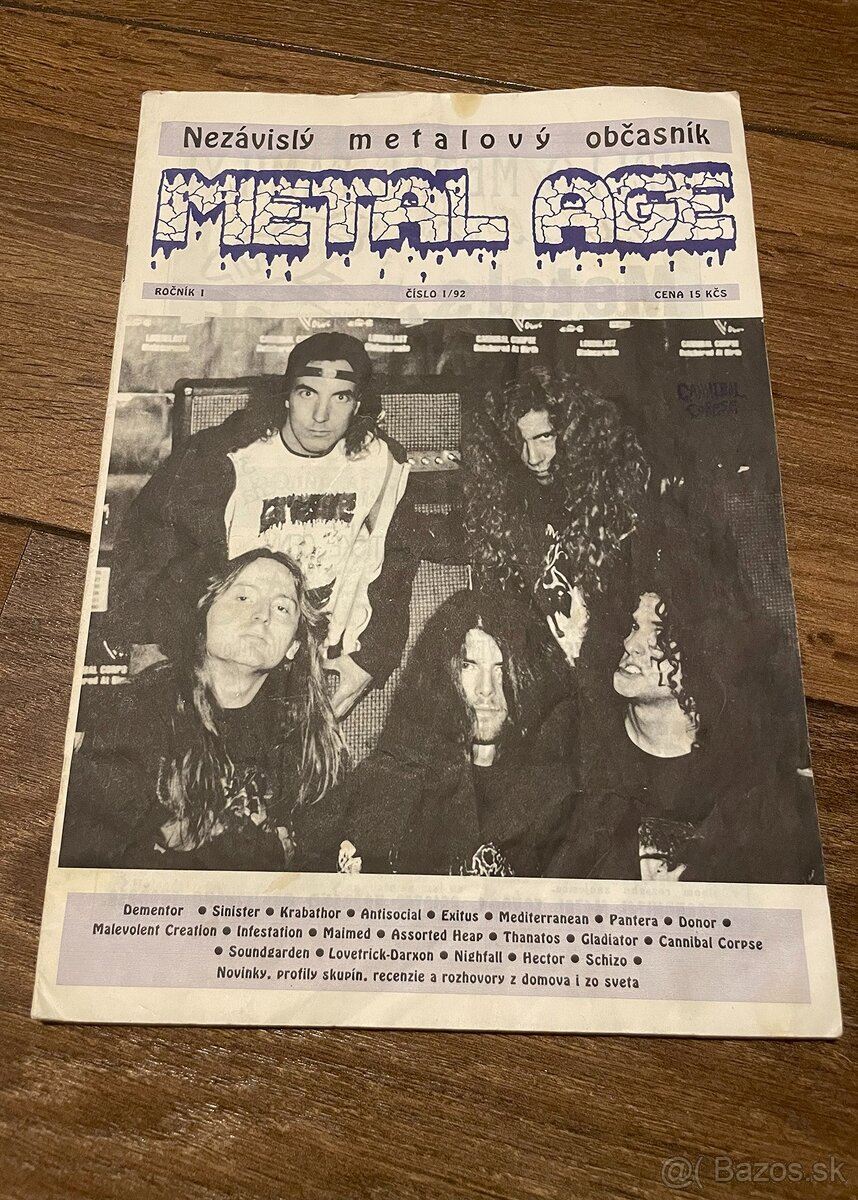 Nezávislý metalový občasník
METAL AGE
ROČNÍK 1 ČÍSLO 1/92 CENA 15 KČS
CANNIBAL CORPSE
Dementor ● Sinister ● Krabathor ● Antisocial ● Exitus ● Mediterranean ● Pantera ● Donor ●
Malevolent Creation ● Infestation ● Maimed ● Assorted Heap ● Thanatos ● Gladiator ● Cannibal Corpse
● Soundgarden ● Lovetrick-Darxon ● Nighfall ● Hector ● Schizo ●
Novinky, profily skupín, recenzie a rozhovory z domova i zo sveta
Bazos.sk